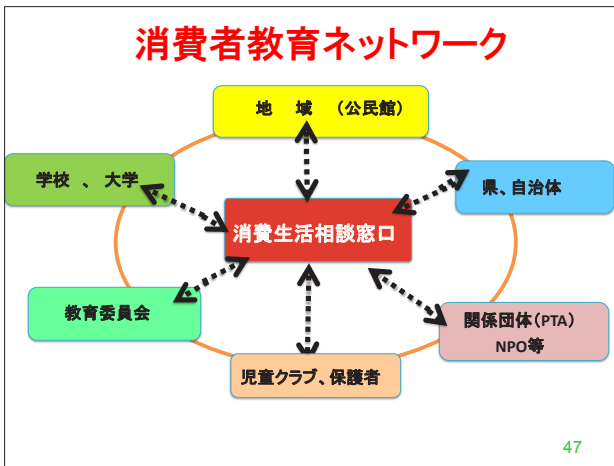 消費者教育ネットワーク
地　域　（公民館）
学校 、 大学
県、自治体
消費生活相談窓口
教育委員会
関係団体（PTA）
NPO等
児童クラブ、保護者
47